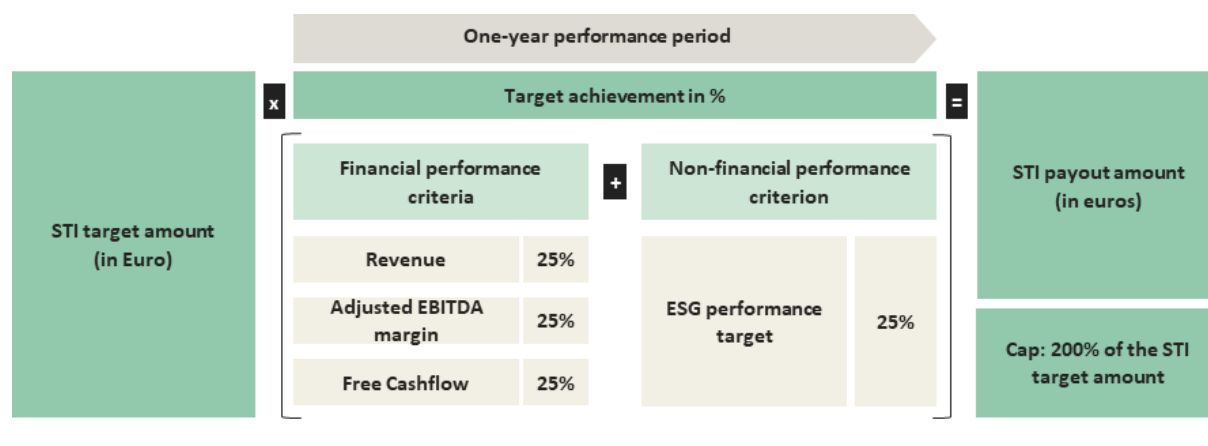 One-year performance period
STI target amount
(in Euro)
x
Target achievement in %
=
Financial performance
criteria
+
Non-financial performance
criterion
Revenue
25%
Adjusted EBITDA
margin
25%
Free Cashflow
25%
ESG performance
target
25%
STI payout amount
(in euros)
Cap: 200% of the STI
target amount